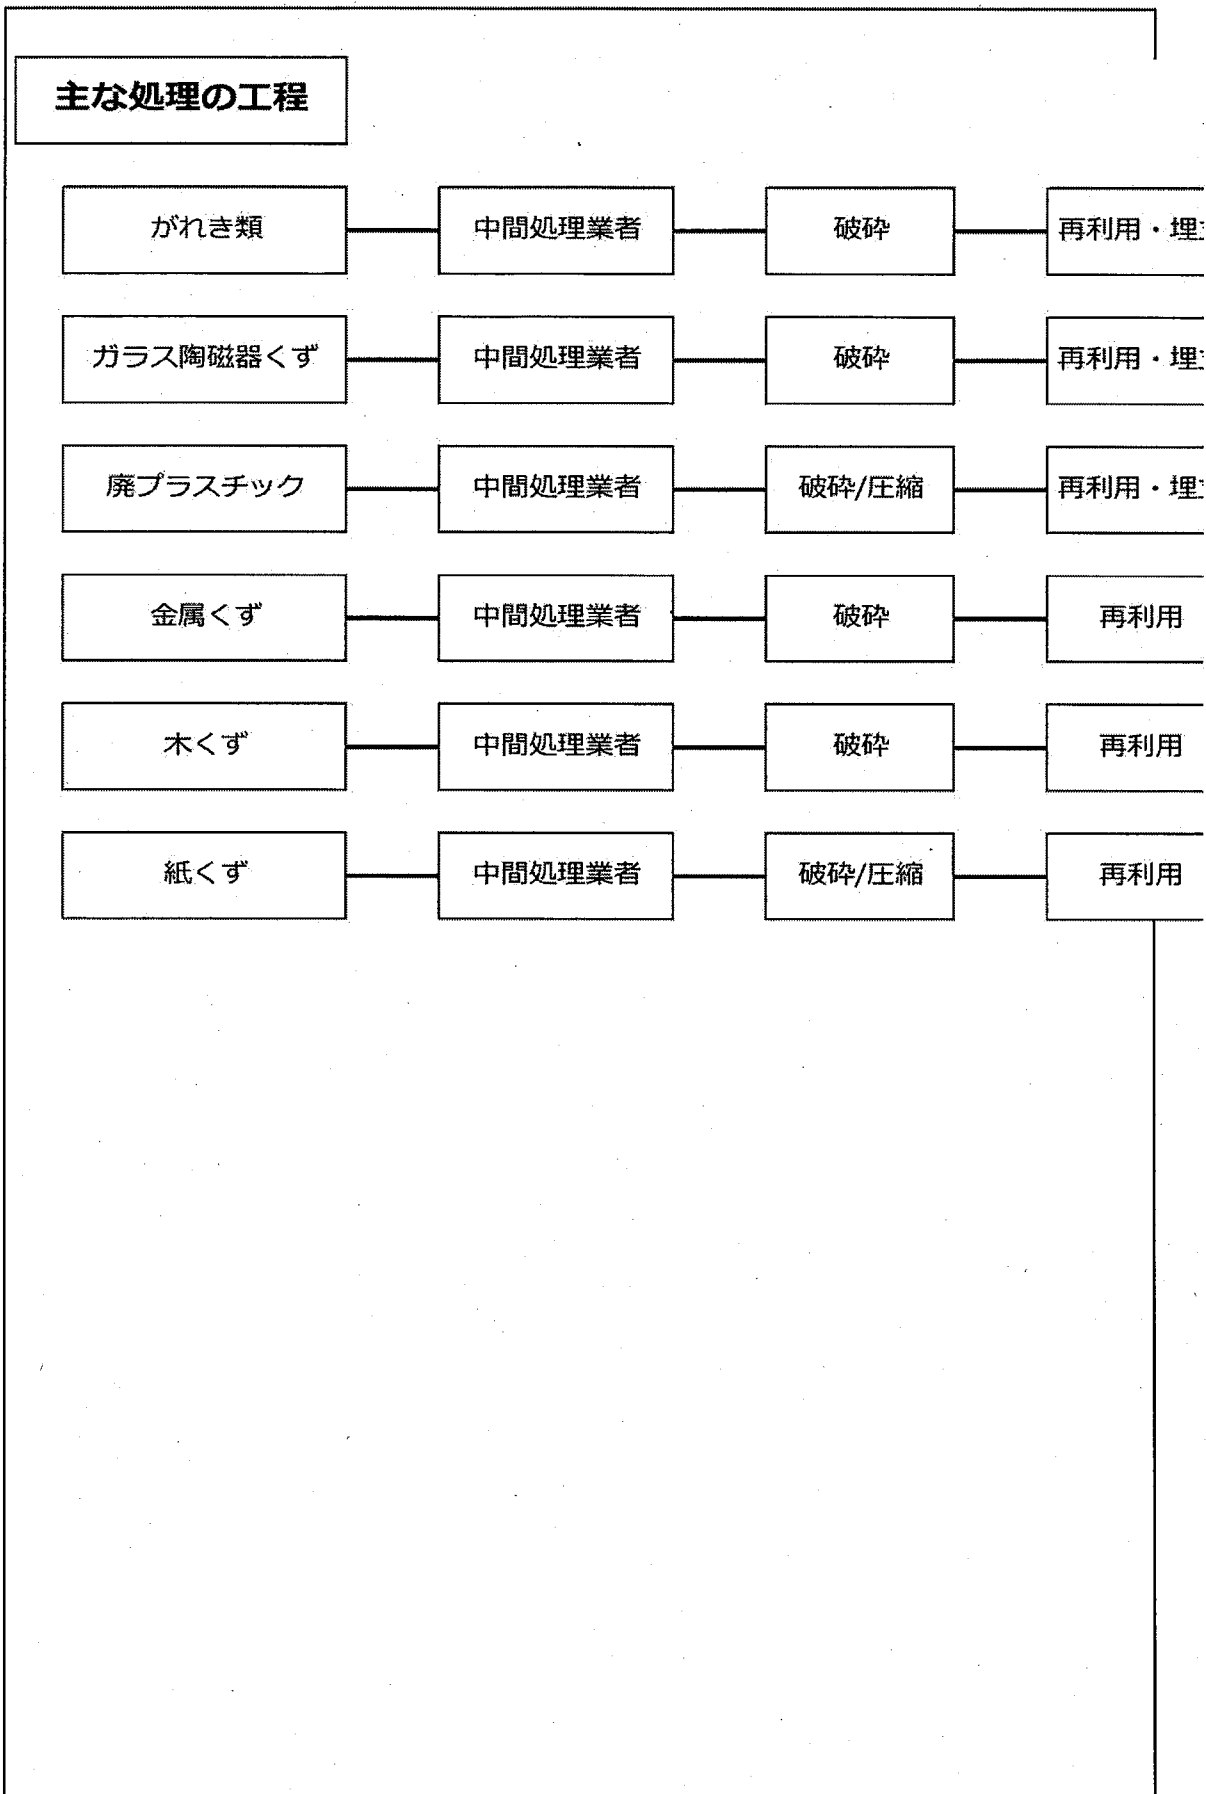 主な処理の工程
がれき類 中間処理業者 破砕 再利用・埋
ガラス陶磁器くず 中間処理業者 破砕 再利用・埋
廃プラスチック 中間処理業者 破砕/圧縮 再利用・埋
金属くず 中間処理業者 破砕 再利用
木くず 中間処理業者 破砕 再利用
紙くず 中間処理業者 破砕/圧縮 再利用